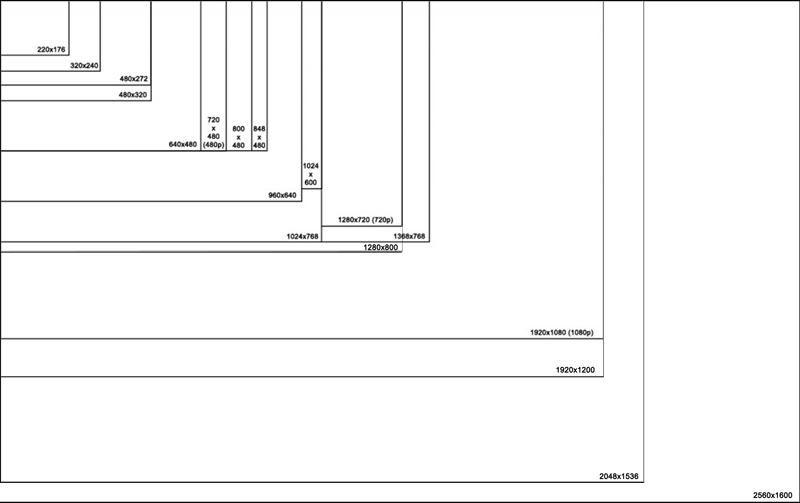 220x176
320x240
480x272
480x320
640x480
720
x
480
(480p)
800
x
480
848
x
480
1024
x
600
960x640
1280x720 (720p)
1024x768
1368x768
1280x800
1920x1080 (1080p)
1920x1200
2048x1536
2560x1600